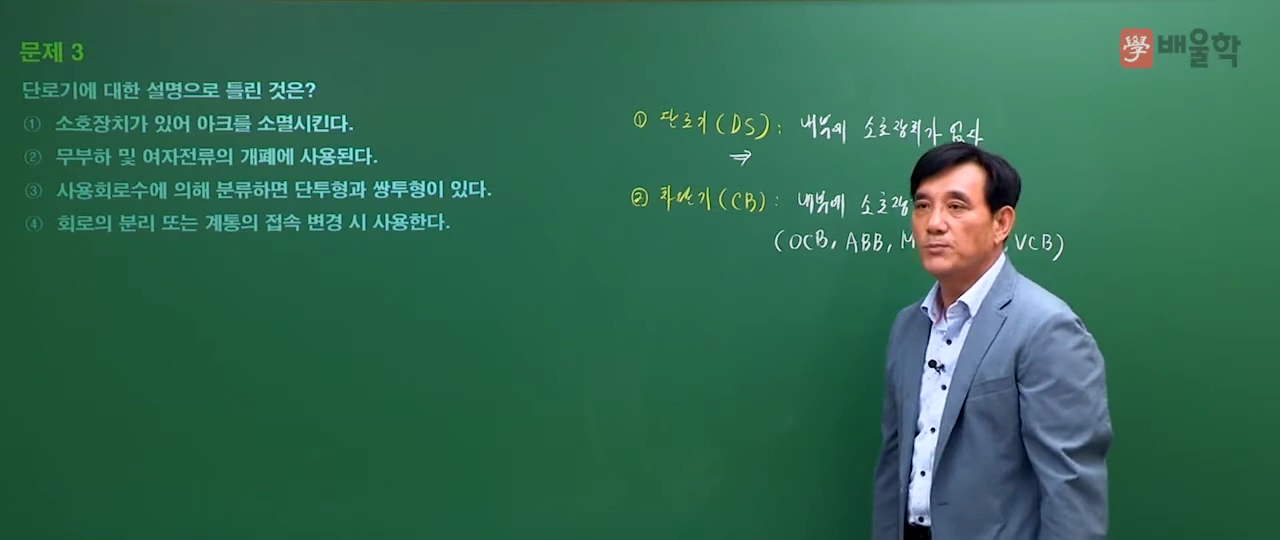 문제 3
단로기에 대한 설명으로 틀린 것은?
① 소호장치가 있어 아크를 소멸시킨다.
② 무부하 및 여자전류의 개폐에 사용된다.
③ 사용회로수에 의해 분류하면 단투형과 쌍투형이 있다.
④ 회로의 분리 또는 계통의 접속 변경 시 사용한다.
學 배울학
① 단로기(DS) : 내부에 소호장치가 없다
⇒
② 차단기(CB) : 내부에 소호장
(OCB, ABB, M , VCB)